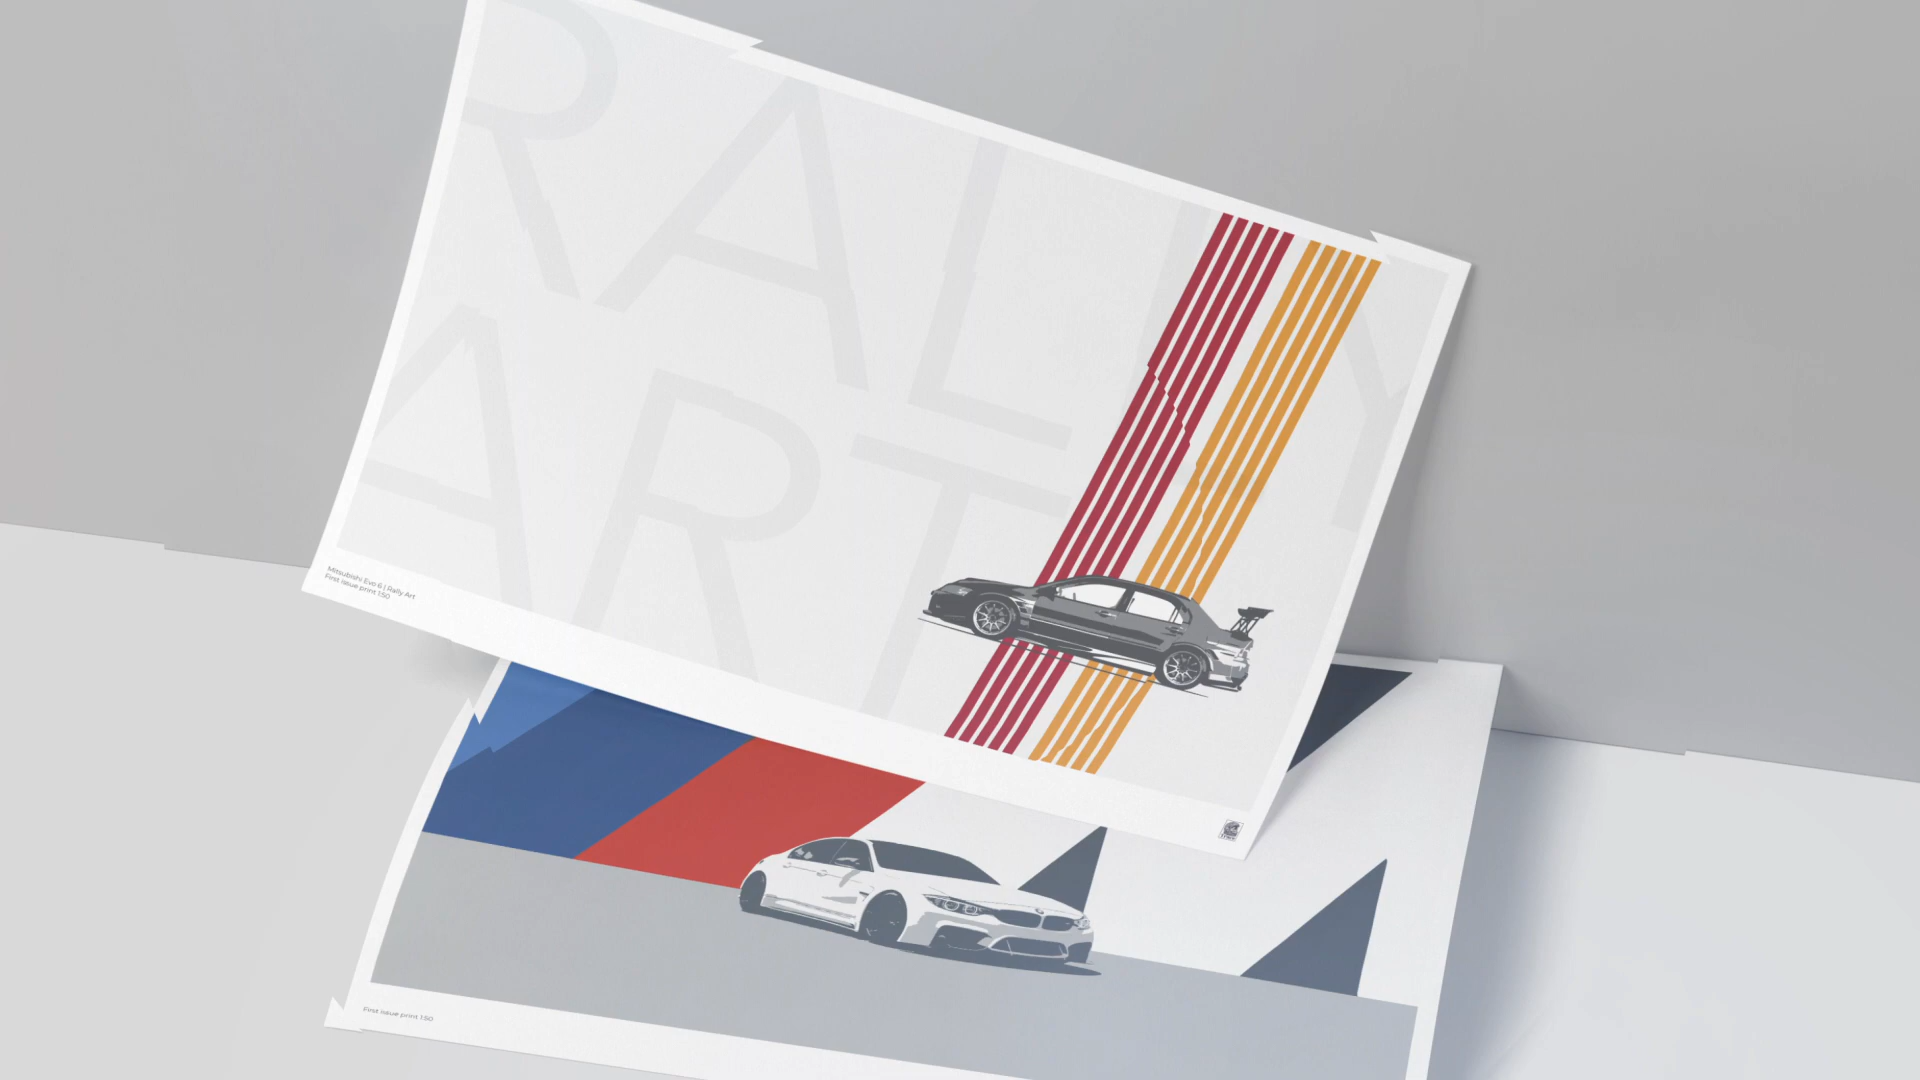 RALLY
ART
Mitsubishi Evo 6 | Rally Art
First issue print 1:50
First issue print 1:50